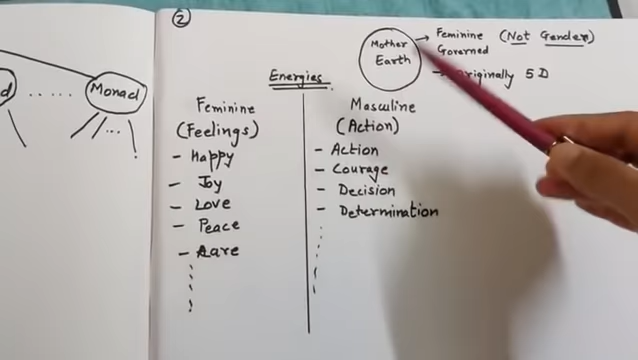 2
Mother
Earth
Feminine (Not Gender)
Governed
Originally 5D
Monad
Energies
Feminine
(Feelings)
- Happy
- Joy
- Love
- Peace
- Aare
Masculine
(Action)
- Action
- Courage
- Decision
- Determination